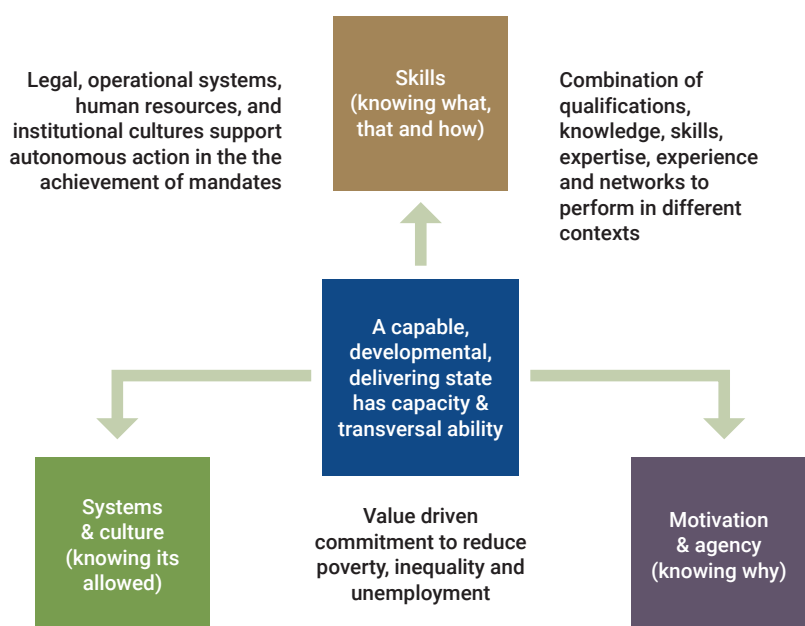 Legal, operational systems,
human resources, and
institutional cultures support
autonomous action in the the
achievement of mandates
Skills
(knowing what,
that and how)
Combination of
qualifications,
knowledge, skills,
expertise, experience
and networks to
perform in different
contexts
A capable,
developmental,
delivering state
has capacity &
transversal ability
Systems
& culture
(knowing its
allowed)
Value driven
commitment to reduce
poverty, inequality and
unemployment
Motivation
& agency
(knowing why)